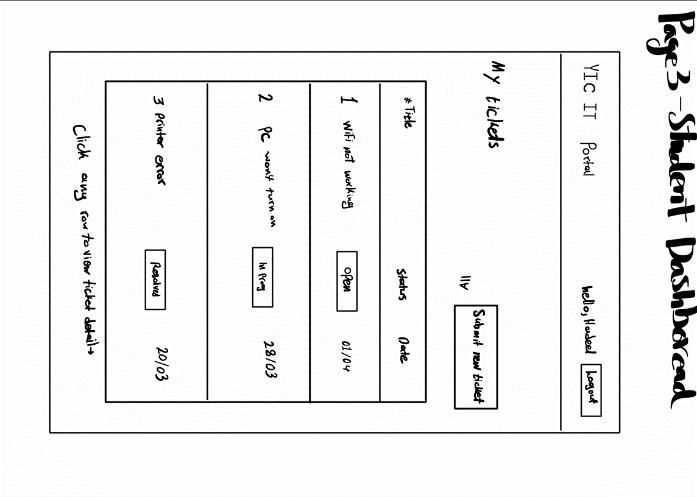 Page 3 - Student Dashboread
YIC IT Portal hello, Hadeel Logout
My tickets All Submit new ticket
# Title Status Date
1 WiFi not working open 01/04
2 PC won't turn on In prog 28/03
3 printer error Resolved 20/03
Click any row to view ticket detail→